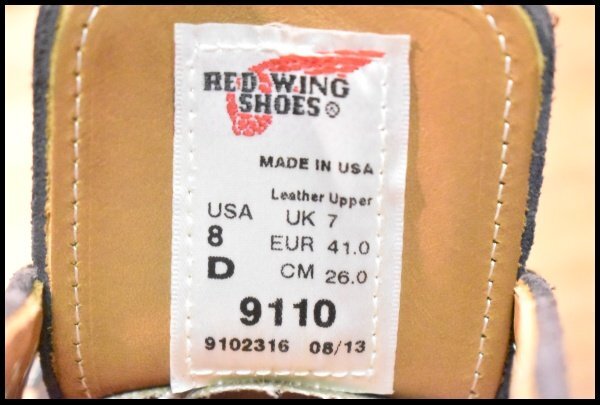 RED WING
SHOES®
MADE IN USA
Leather Upper
USA UK 7
8 EUR 41.0
D CM 26.0
9110
9102316 08/13